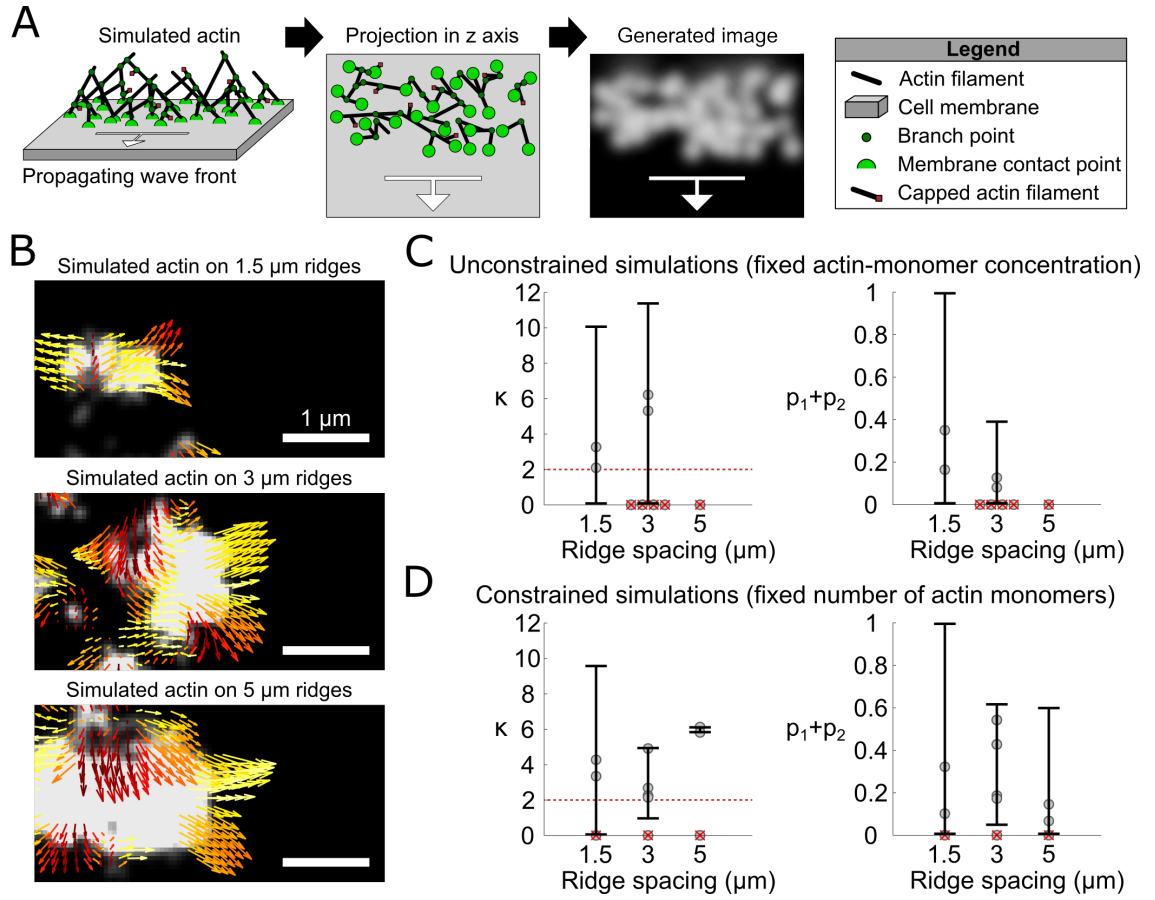 A
Simulated actin
Projection in z axis
Generated image
Propagating wave front
Legend
Actin filament
Cell membrane
Branch point
Membrane contact point
Capped actin filament
B
Simulated actin on 1.5 µm ridges
1 µm
Simulated actin on 3 µm ridges
Simulated actin on 5 µm ridges
C
Unconstrained simulations (fixed actin-monomer concentration)
12
10
8
6
4
2
0
κ
1.5 3 5
Ridge spacing (µm)
1
0.8
0.6
0.4
0.2
0
p₁+p₂
1.5 3 5
Ridge spacing (µm)
D
Constrained simulations (fixed number of actin monomers)
12
10
8
6
4
2
0
κ
1.5 3 5
Ridge spacing (µm)
1
0.8
0.6
0.4
0.2
0
p₁+p₂
1.5 3 5
Ridge spacing (µm)